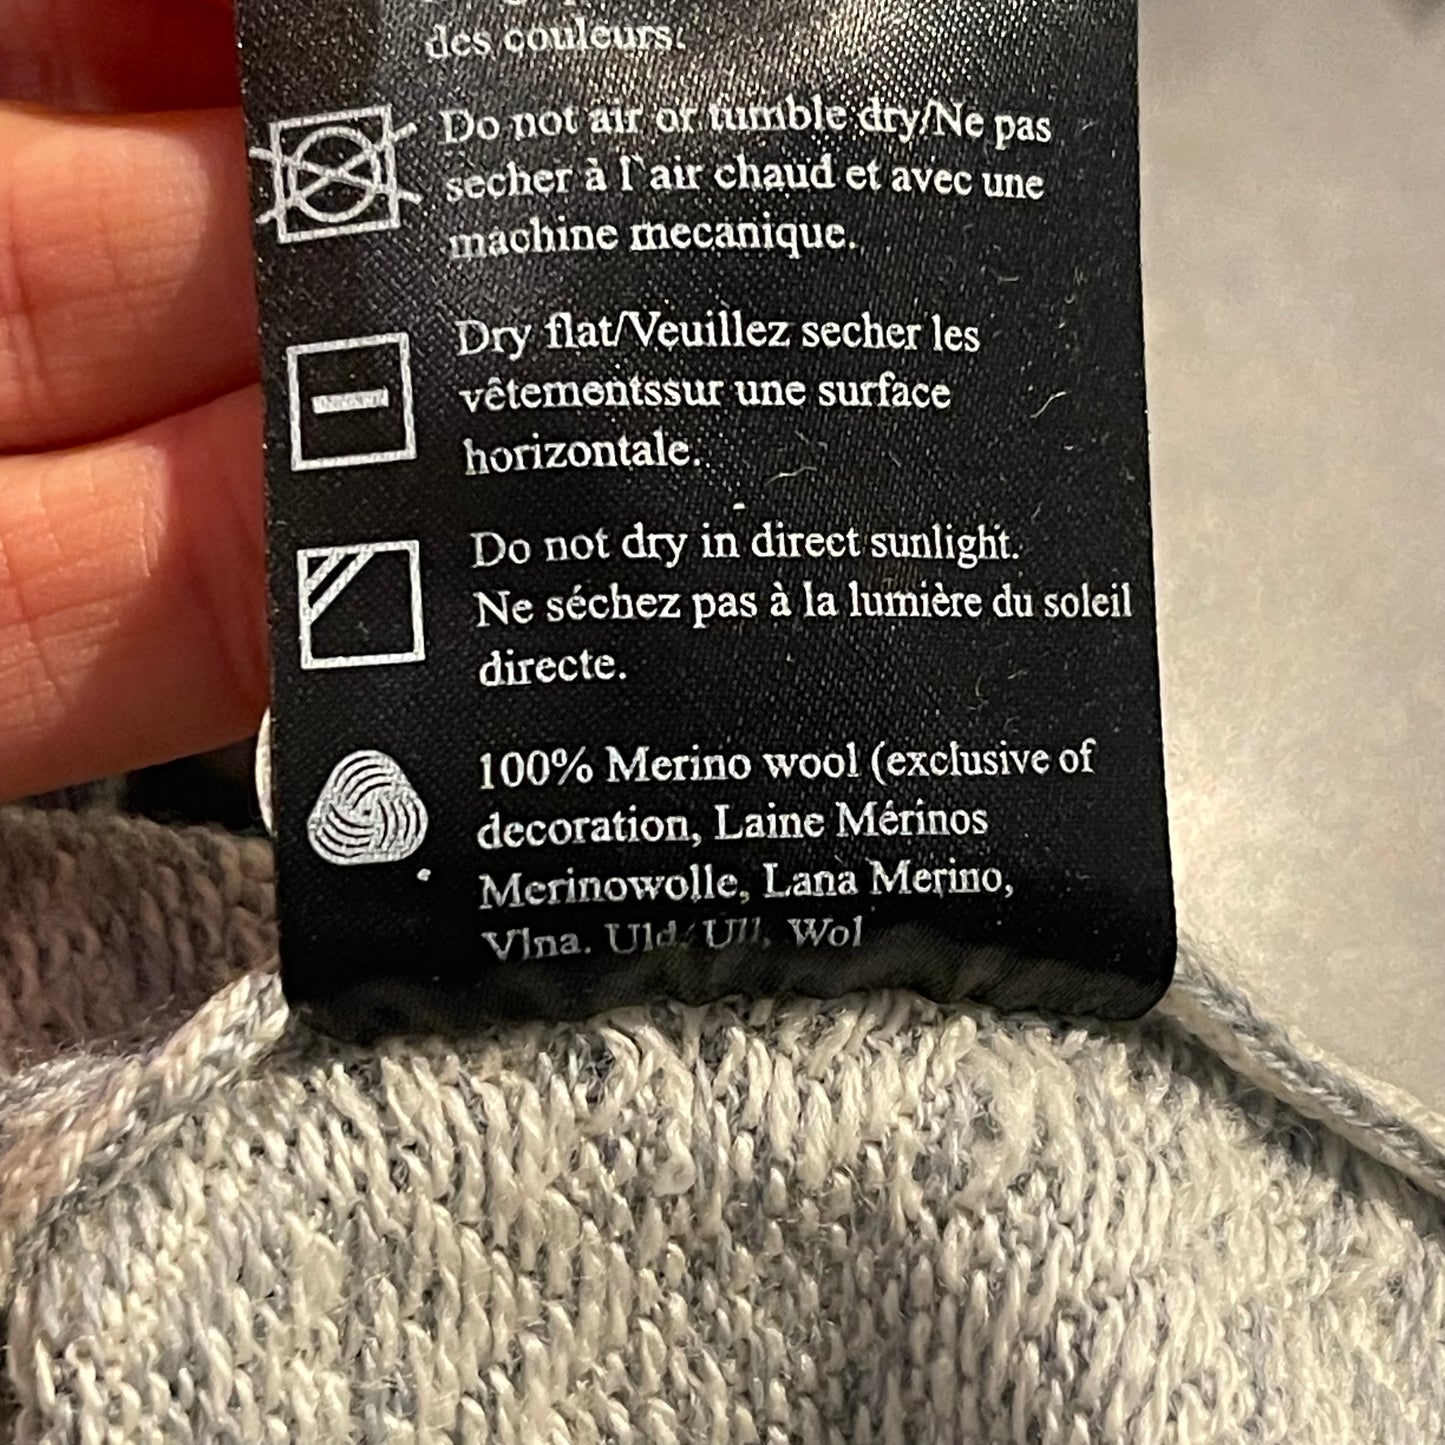 des couleurs.
Do not air or tumble dry/Ne pas
secher à l`air chaud et avec une
machine mecanique.
Dry flat/Veuillez secher les
vêtementssur une surface
horizontale.
Do not dry in direct sunlight.
Ne séchez pas à la lumière du soleil
directe.
100% Merino wool (exclusive of
decoration, Laine Mérinos
Merinowolle, Lana Merino,
Vlna. Uld, Ull, Wol